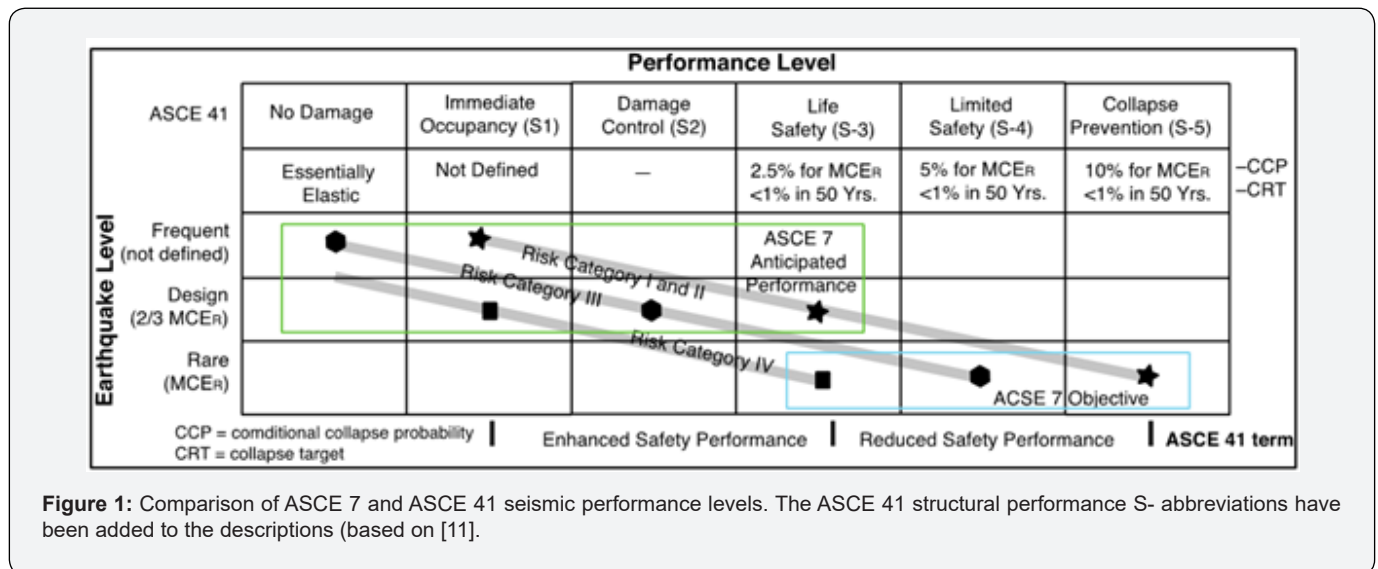 Performance Level
ASCE 41
No Damage
Immediate
Occupancy (S1)
Damage
Control (S2)
Life
Safety (S-3)
Limited
Safety (S-4)
Collapse
Prevention (S-5)
Essentially
Elastic
Not Defined
—
2.5% for MCER
<1% in 50 Yrs.
5% for MCER
<1% in 50 Yrs.
10% for MCER
<1% in 50 Yrs.
–CCP
–CRT
Earthquake Level
Frequent
(not defined)
Risk Category I and II
ASCE 7
Anticipated
Performance
Risk Category III
Design
(2/3 MCER)
Risk Category IV
Rare
(MCER)
ACSE 7 Objective
CCP = comditional collapse probability
CRT = collapse target
Enhanced Safety Performance
Reduced Safety Performance
ASCE 41 term
Figure 1: Comparison of ASCE 7 and ASCE 41 seismic performance levels. The ASCE 41 structural performance S- abbreviations have
been added to the descriptions (based on [11].